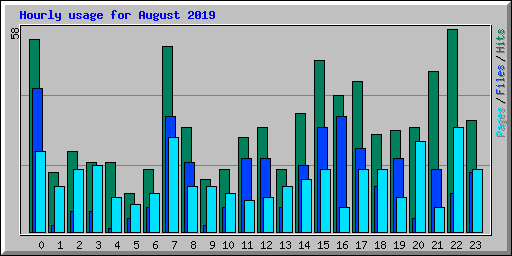 Hourly usage for August 2019
58
Pages / Files / Hits
0 1 2 3 4 5 6 7 8 9 10 11 12 13 14 15 16 17 18 19 20 21 22 23